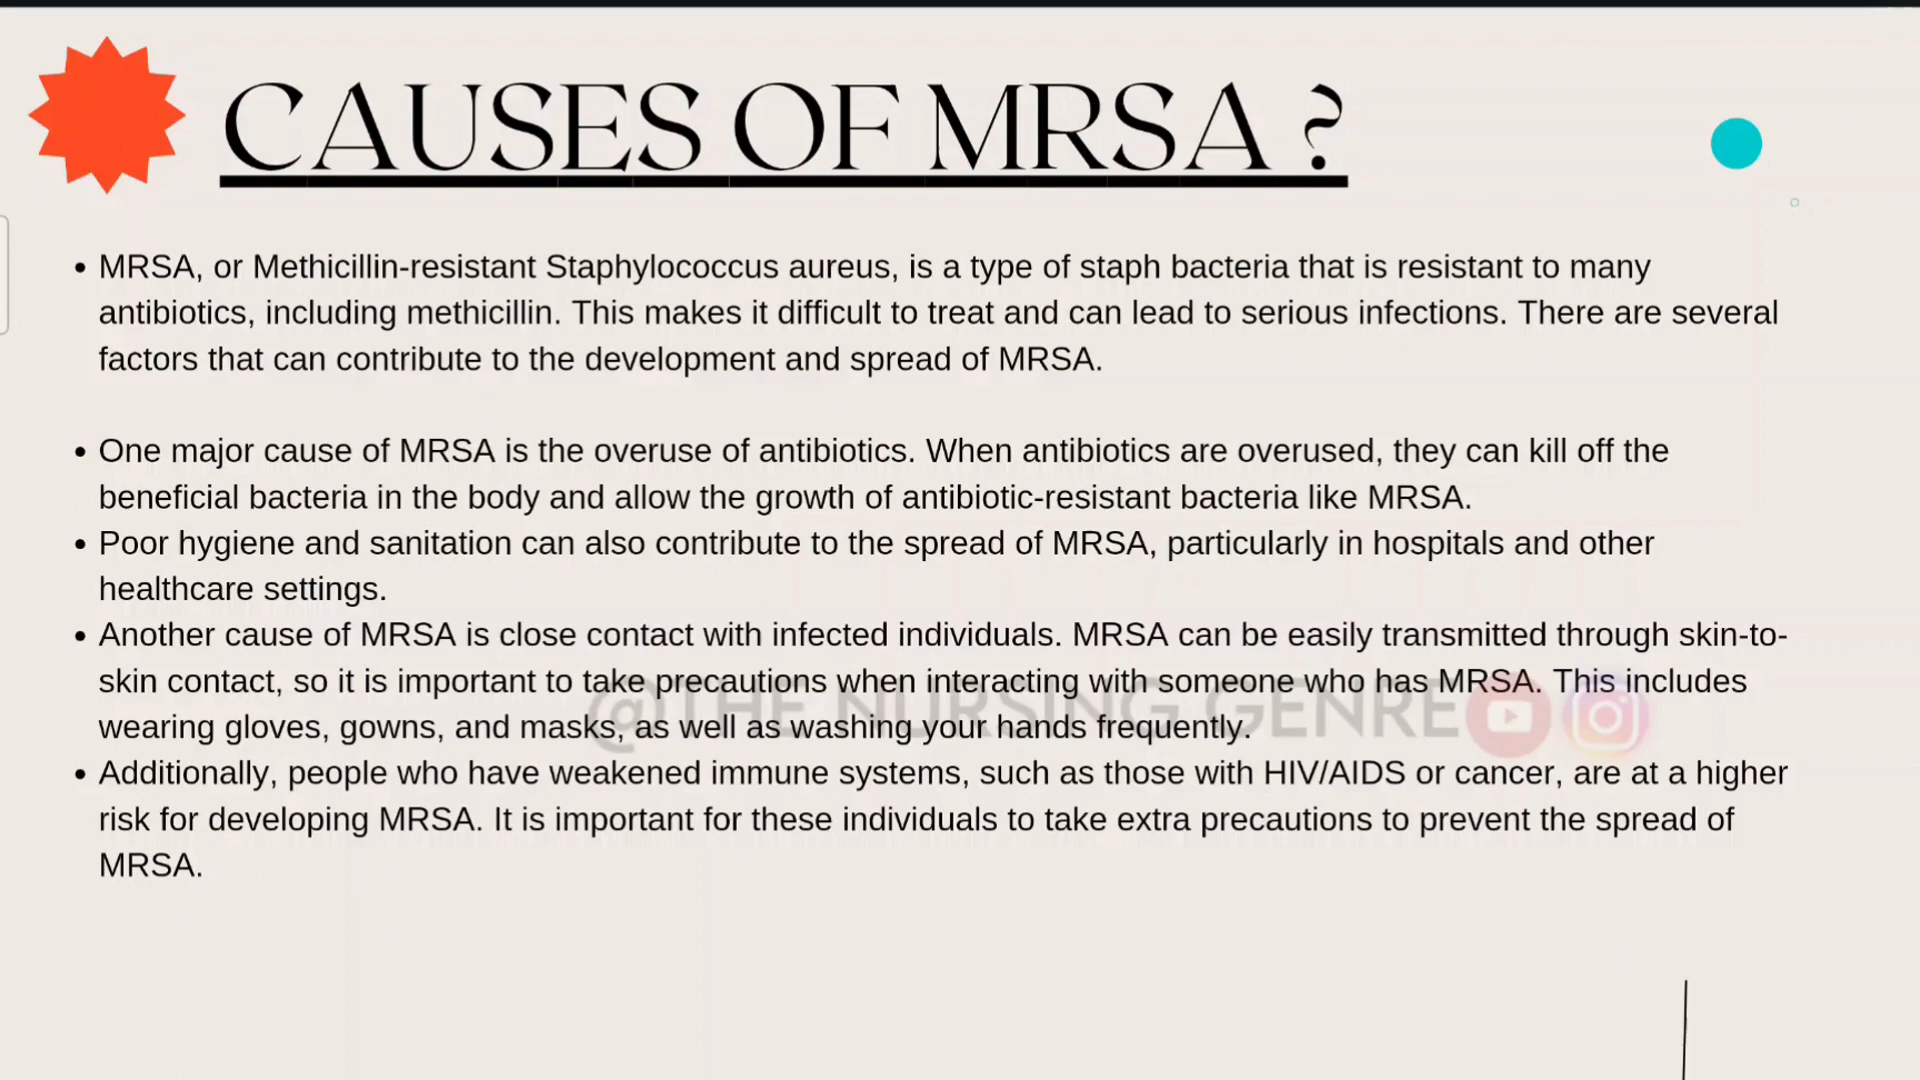 CAUSES OF MRSA ?
• MRSA, or Methicillin-resistant Staphylococcus aureus, is a type of staph bacteria that is resistant to many
antibiotics, including methicillin. This makes it difficult to treat and can lead to serious infections. There are several
factors that can contribute to the development and spread of MRSA.
• One major cause of MRSA is the overuse of antibiotics. When antibiotics are overused, they can kill off the
beneficial bacteria in the body and allow the growth of antibiotic-resistant bacteria like MRSA.
• Poor hygiene and sanitation can also contribute to the spread of MRSA, particularly in hospitals and other
healthcare settings.
• Another cause of MRSA is close contact with infected individuals. MRSA can be easily transmitted through skin-to-
skin contact, so it is important to take precautions when interacting with someone who has MRSA. This includes
@THE NURSING GENRE
wearing gloves, gowns, and masks, as well as washing your hands frequently.
• Additionally, people who have weakened immune systems, such as those with HIV/AIDS or cancer, are at a higher
risk for developing MRSA. It is important for these individuals to take extra precautions to prevent the spread of
MRSA.